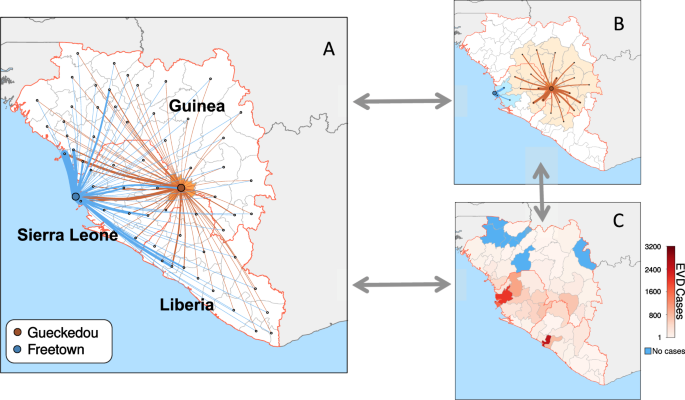 A
Guinea
Sierra Leone
Liberia
Gueckedou
Freetown
B
C
3200
2400
1600
800
1
EVD Cases
No cases